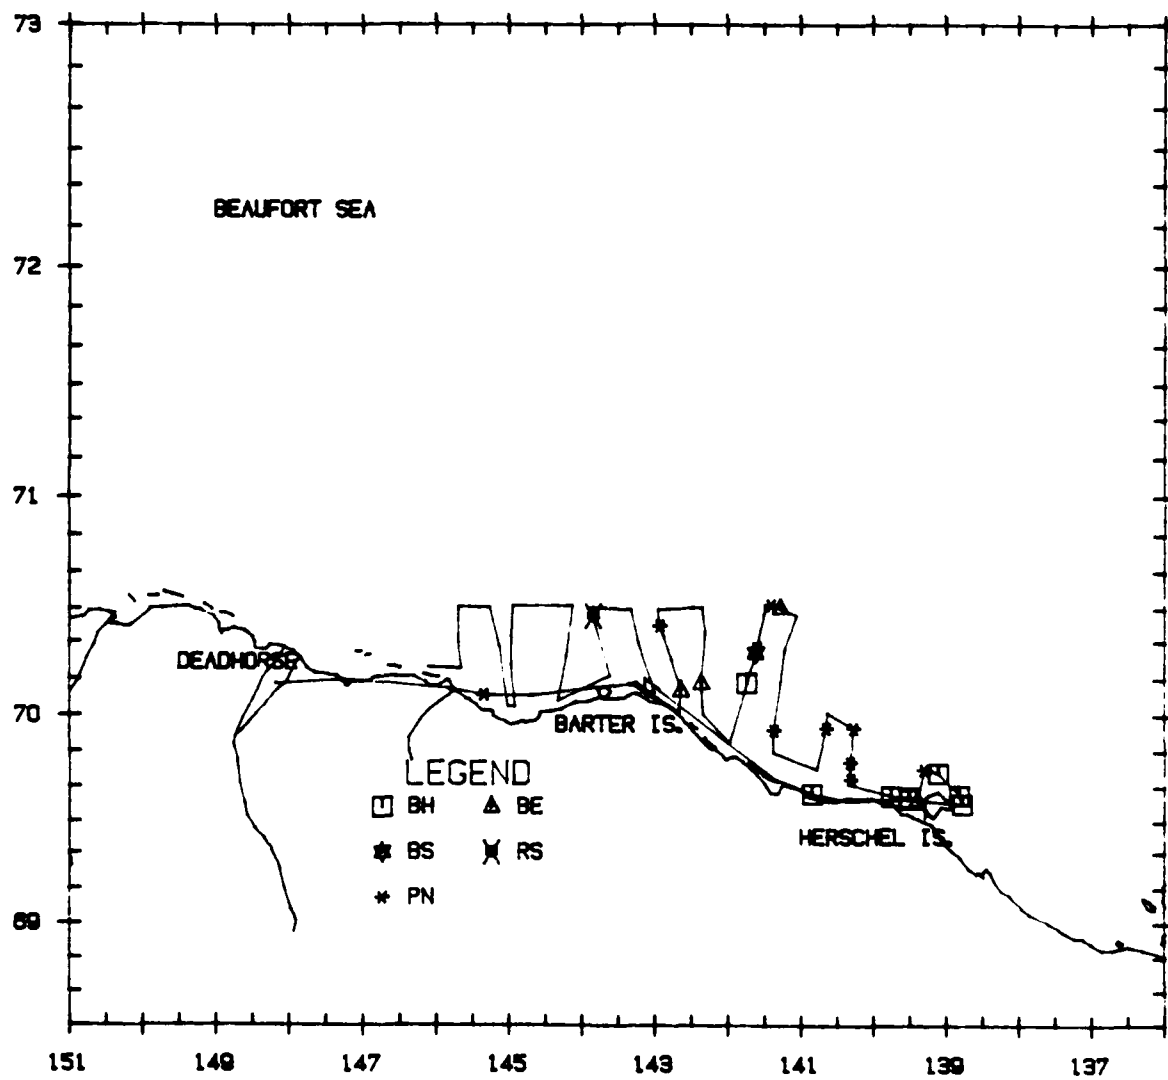 73
BEAUFORT SEA
72
71
DEADHORSE
70
BARTER IS.
LEGEND
BH BE
BS RS
HERSCHEL IS.
PN
69
151 149 147 145 143 141 139 137